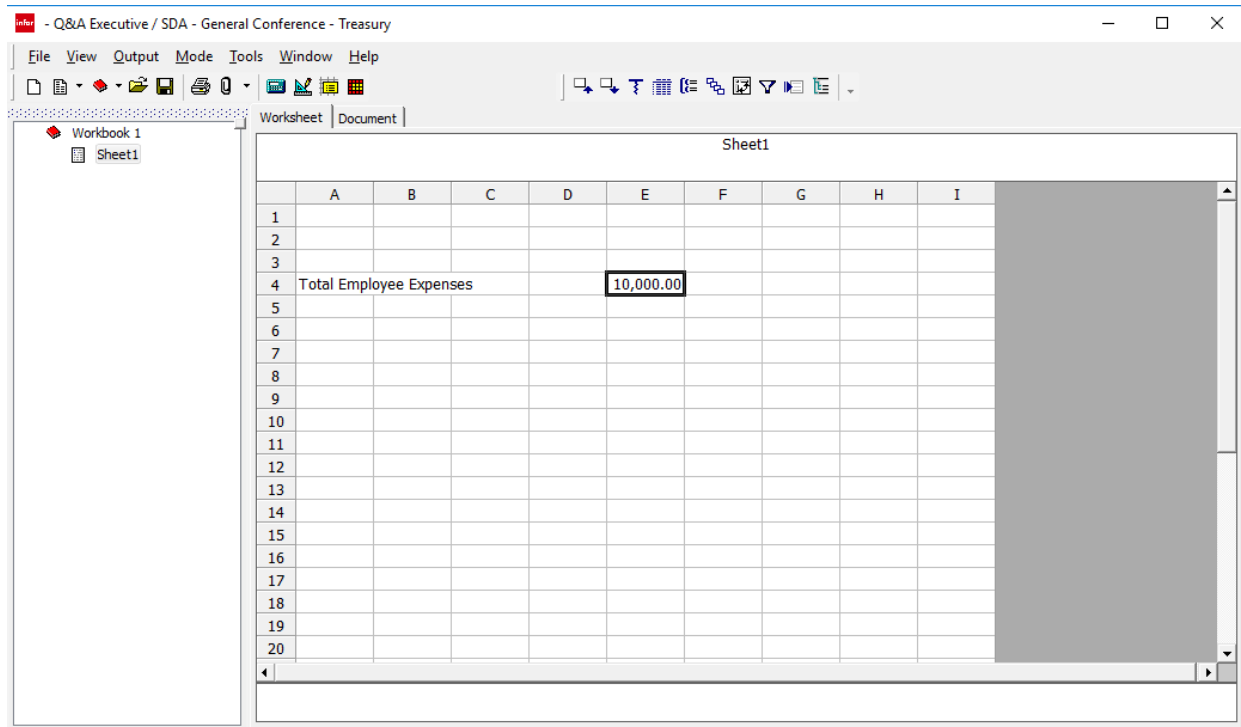 infor - Q&A Executive / SDA - General Conference - Treasury
File View Output Mode Tools Window Help
Worksheet Document
Workbook 1
Sheet1
Sheet1
A B C D E F G H I
1
2
3
4 Total Employee Expenses 10,000.00
5
6
7
8
9
10
11
12
13
14
15
16
17
18
19
20